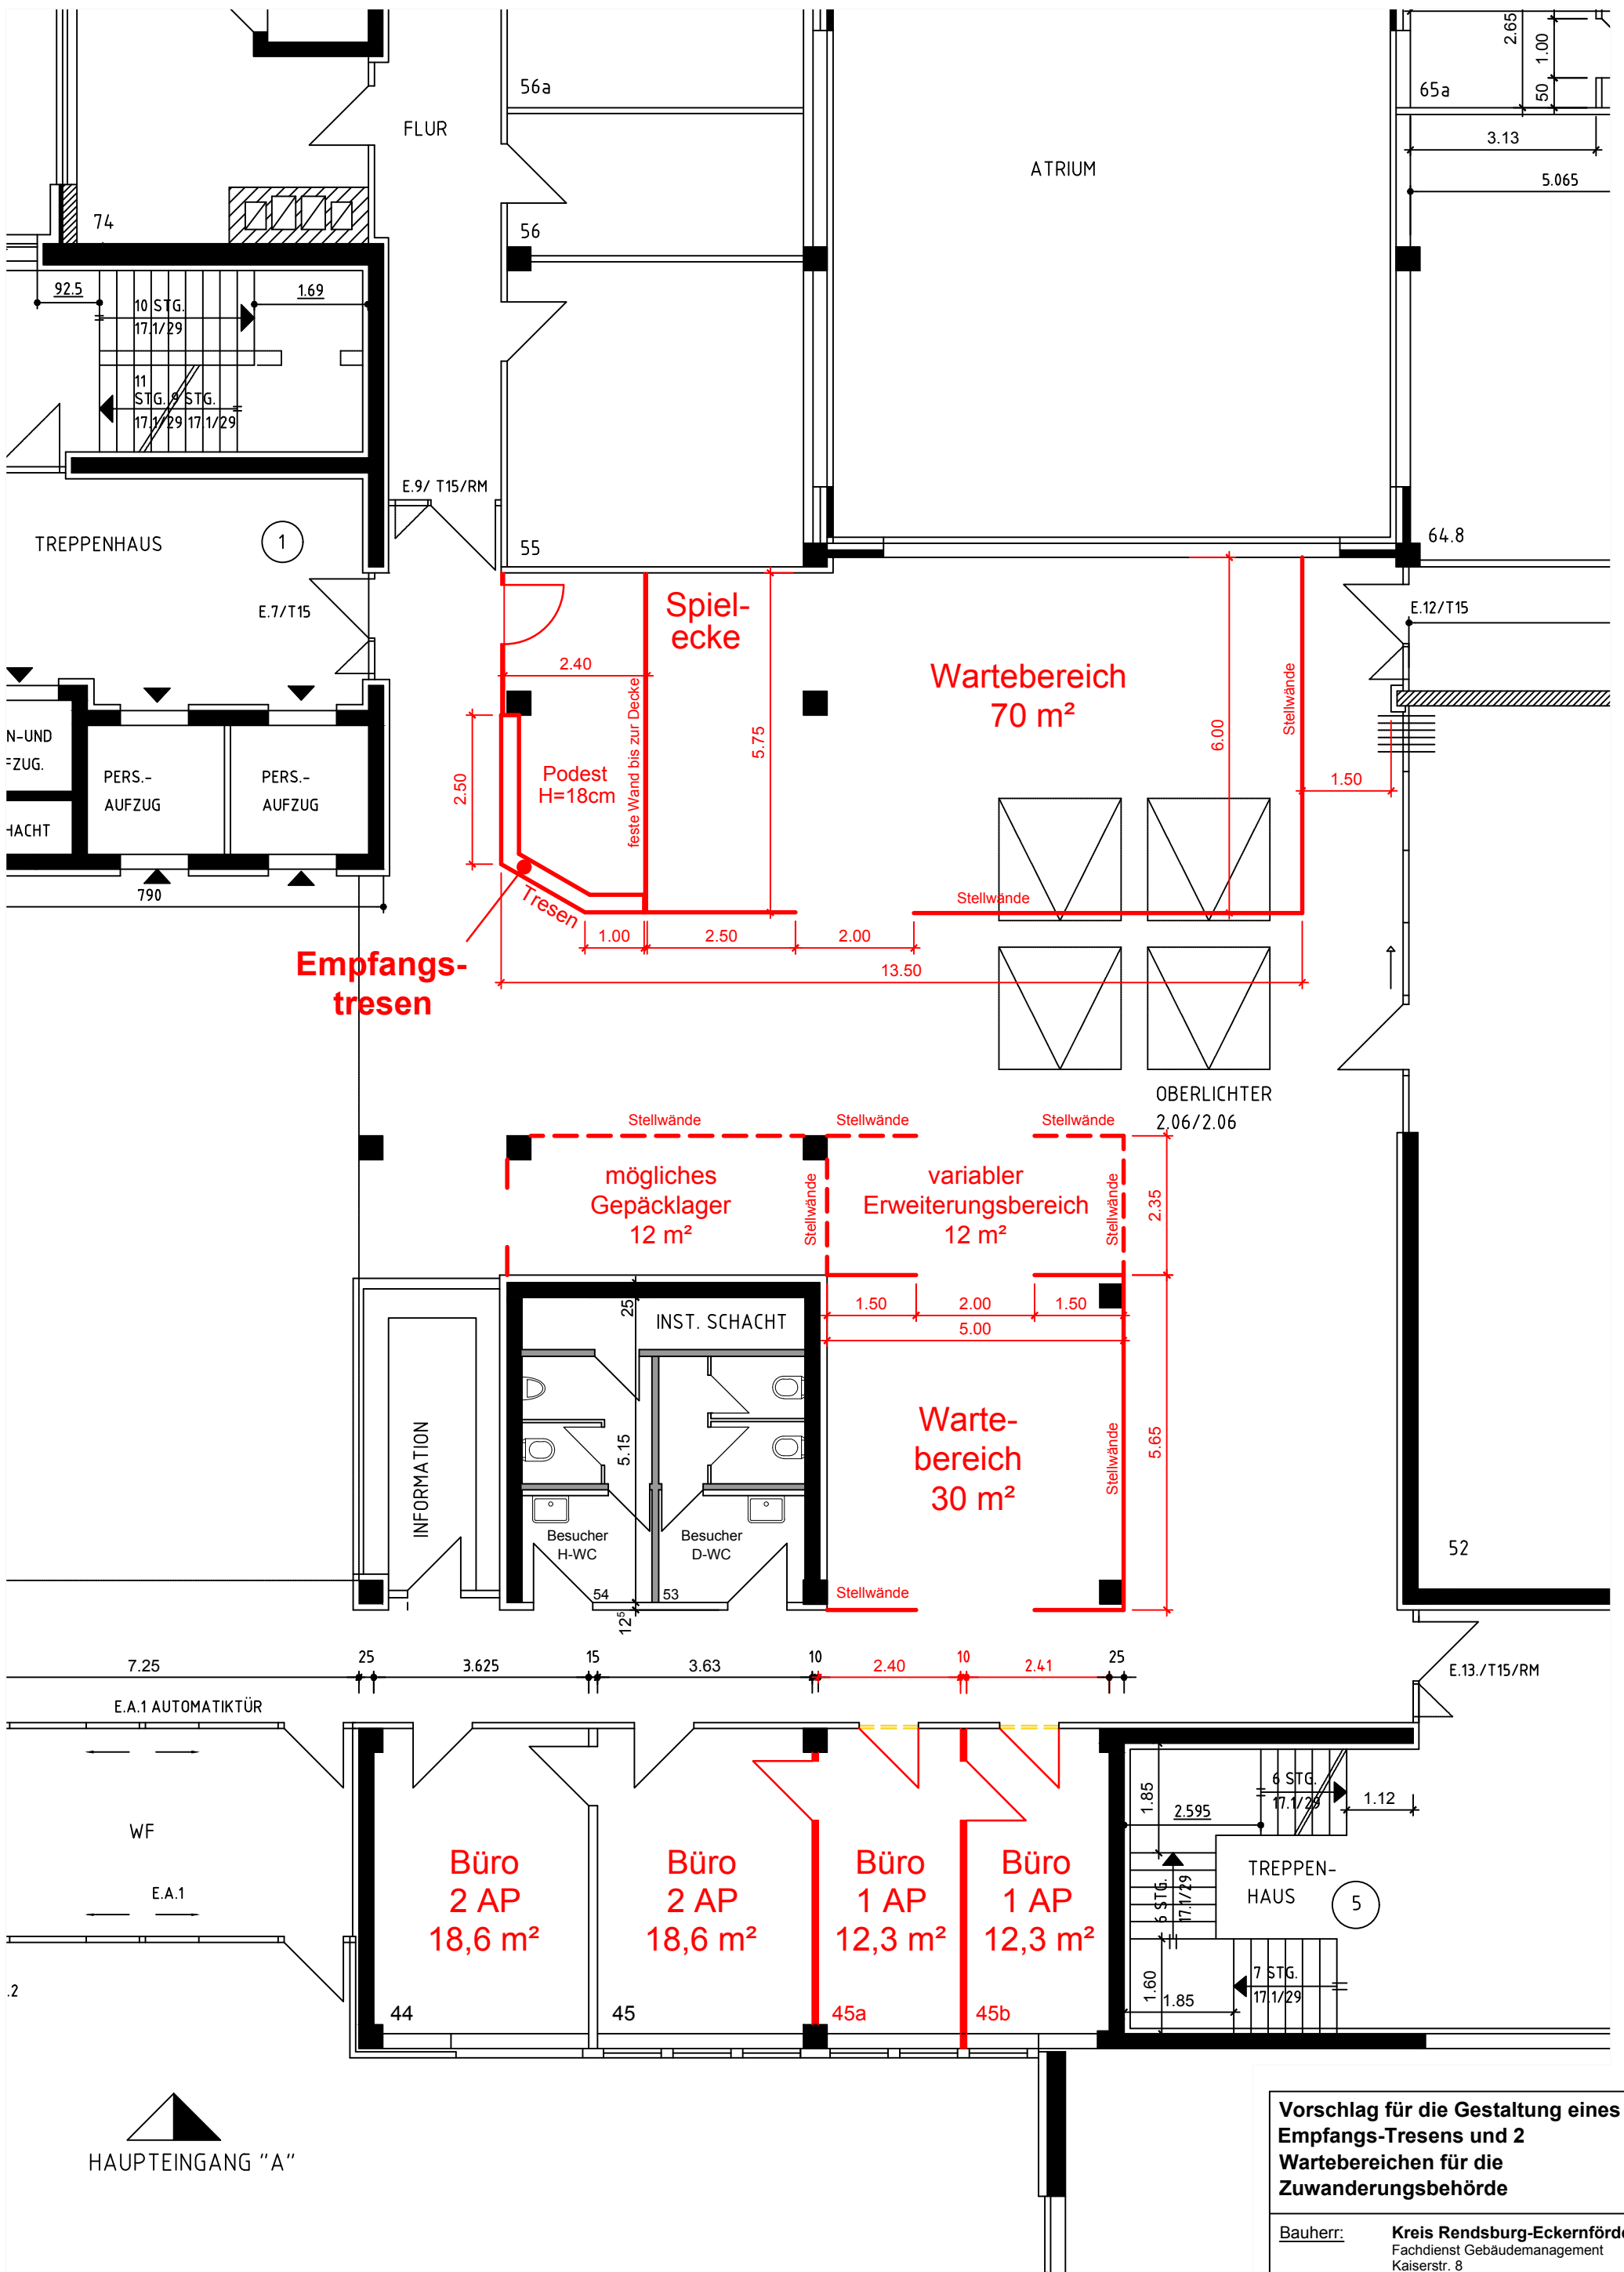 56a
FLUR
ATRIUM
65a
2.65
1.00
50
3.13
5.065
74
56
92.5
1.69
10 STG.
17.1/29
11
STG. 9 STG.
17.1/29 17.1/29
E.9/ T15/RM
TREPPENHAUS
1
55
64.8
E.7/T15
E.12/T15
Spiel-
ecke
2.40
Wartebereich
70 m²
Stellwände
feste Wand bis zur Decke
5.75
6.00
1.50
N-UND
FZUG.
HACHT
PERS.-
AUFZUG
PERS.-
AUFZUG
2.50
Podest
H=18cm
790
Tresen
Stellwände
1.00
2.50
2.00
13.50
Empfangs-
tresen
OBERLICHTER
2.06/2.06
Stellwände
Stellwände
Stellwände
mögliches
Gepäcklager
12 m²
Stellwände
variabler
Erweiterungsbereich
12 m²
Stellwände
2.35
25
INST. SCHACHT
1.50
2.00
1.50
5.00
INFORMATION
5.15
Warte-
bereich
30 m²
Stellwände
5.65
Besucher
H-WC
Besucher
D-WC
54
53
12⁵
Stellwände
52
7.25
25
3.625
15
3.63
10
2.40
10
2.41
25
E.13./T15/RM
E.A.1 AUTOMATIKTÜR
WF
E.A.1
.2
Büro
2 AP
18,6 m²
Büro
2 AP
18,6 m²
Büro
1 AP
12,3 m²
Büro
1 AP
12,3 m²
44
45
45a
45b
1.85
2.595
6 STG.
17.1/29
1.12
TREPPEN-
HAUS
5
6 STG.
17.1/29
1.60
1.85
7 STG.
17.1/29
HAUPTEINGANG "A"
Vorschlag für die Gestaltung eines
Empfangs-Tresens und 2
Wartebereichen für die
Zuwanderungsbehörde
Bauherr:
Kreis Rendsburg-Eckernförde
Fachdienst Gebäudemanagement
Kaiserstr. 8